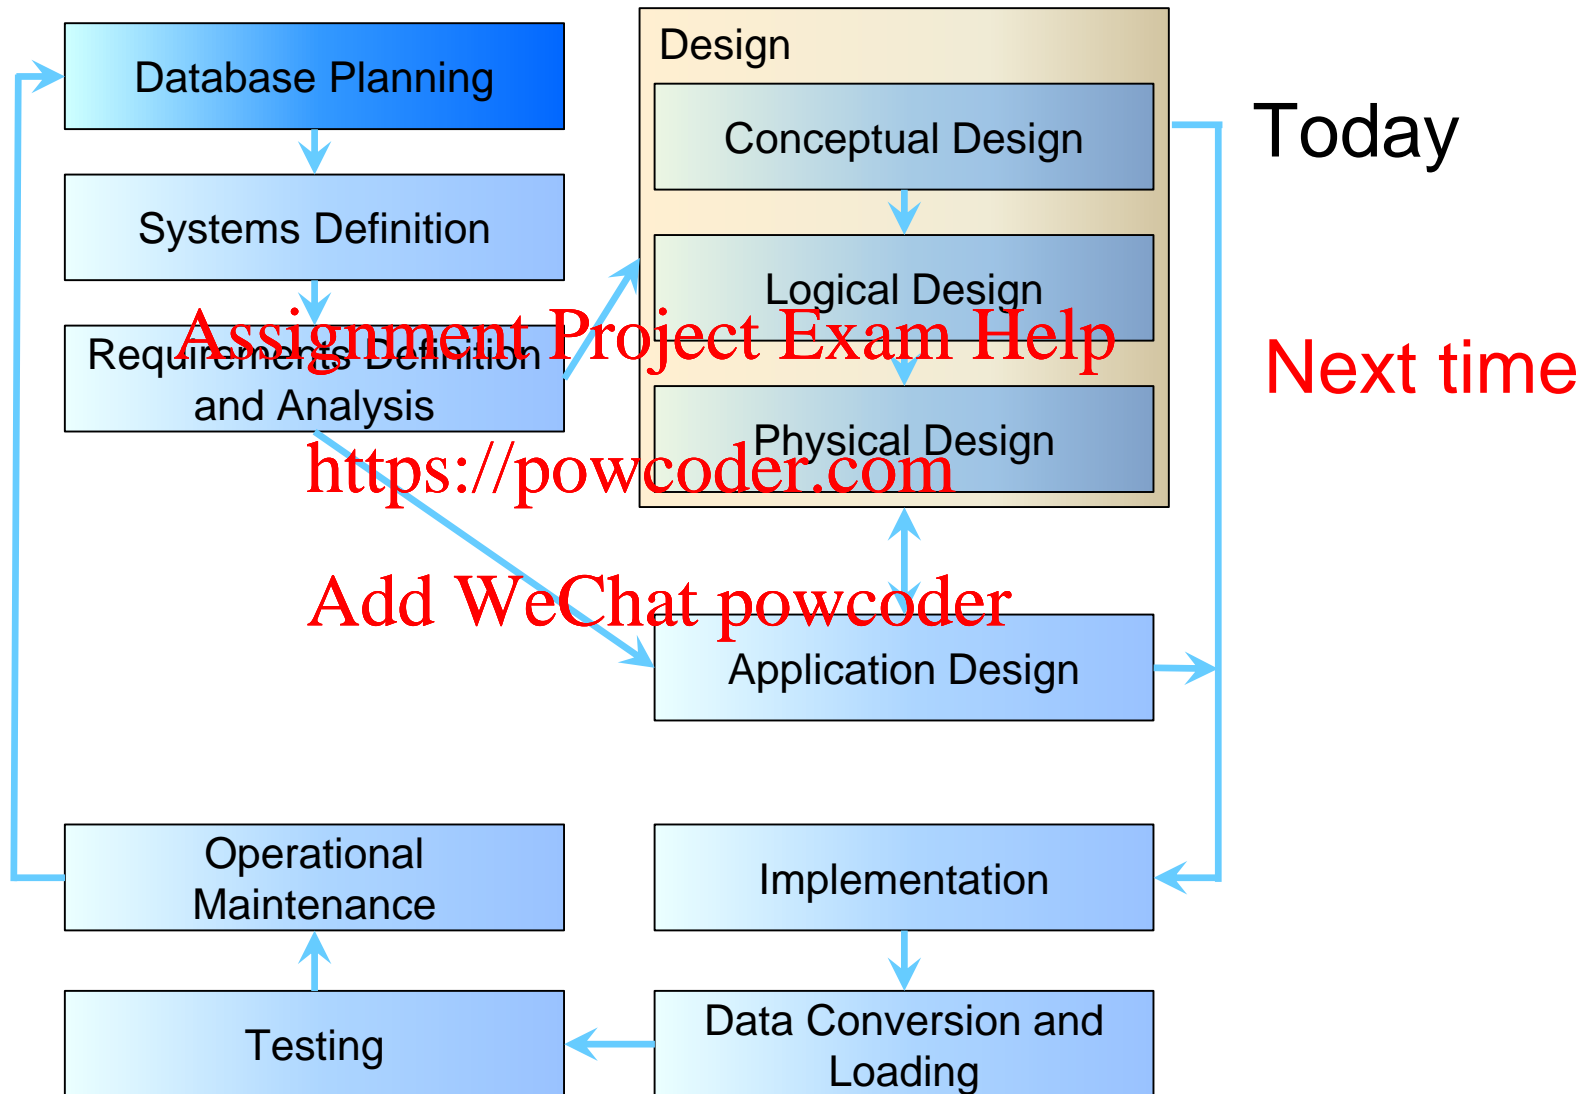 Database Planning
Design
Conceptual Design
Today
Systems Definition
Logical Design
Assignment Project Exam Help
Requirements Definition
and Analysis
Next time
Physical Design
https://powcoder.com
Add WeChat powcoder
Application Design
Operational
Maintenance
Implementation
Testing
Data Conversion and
Loading